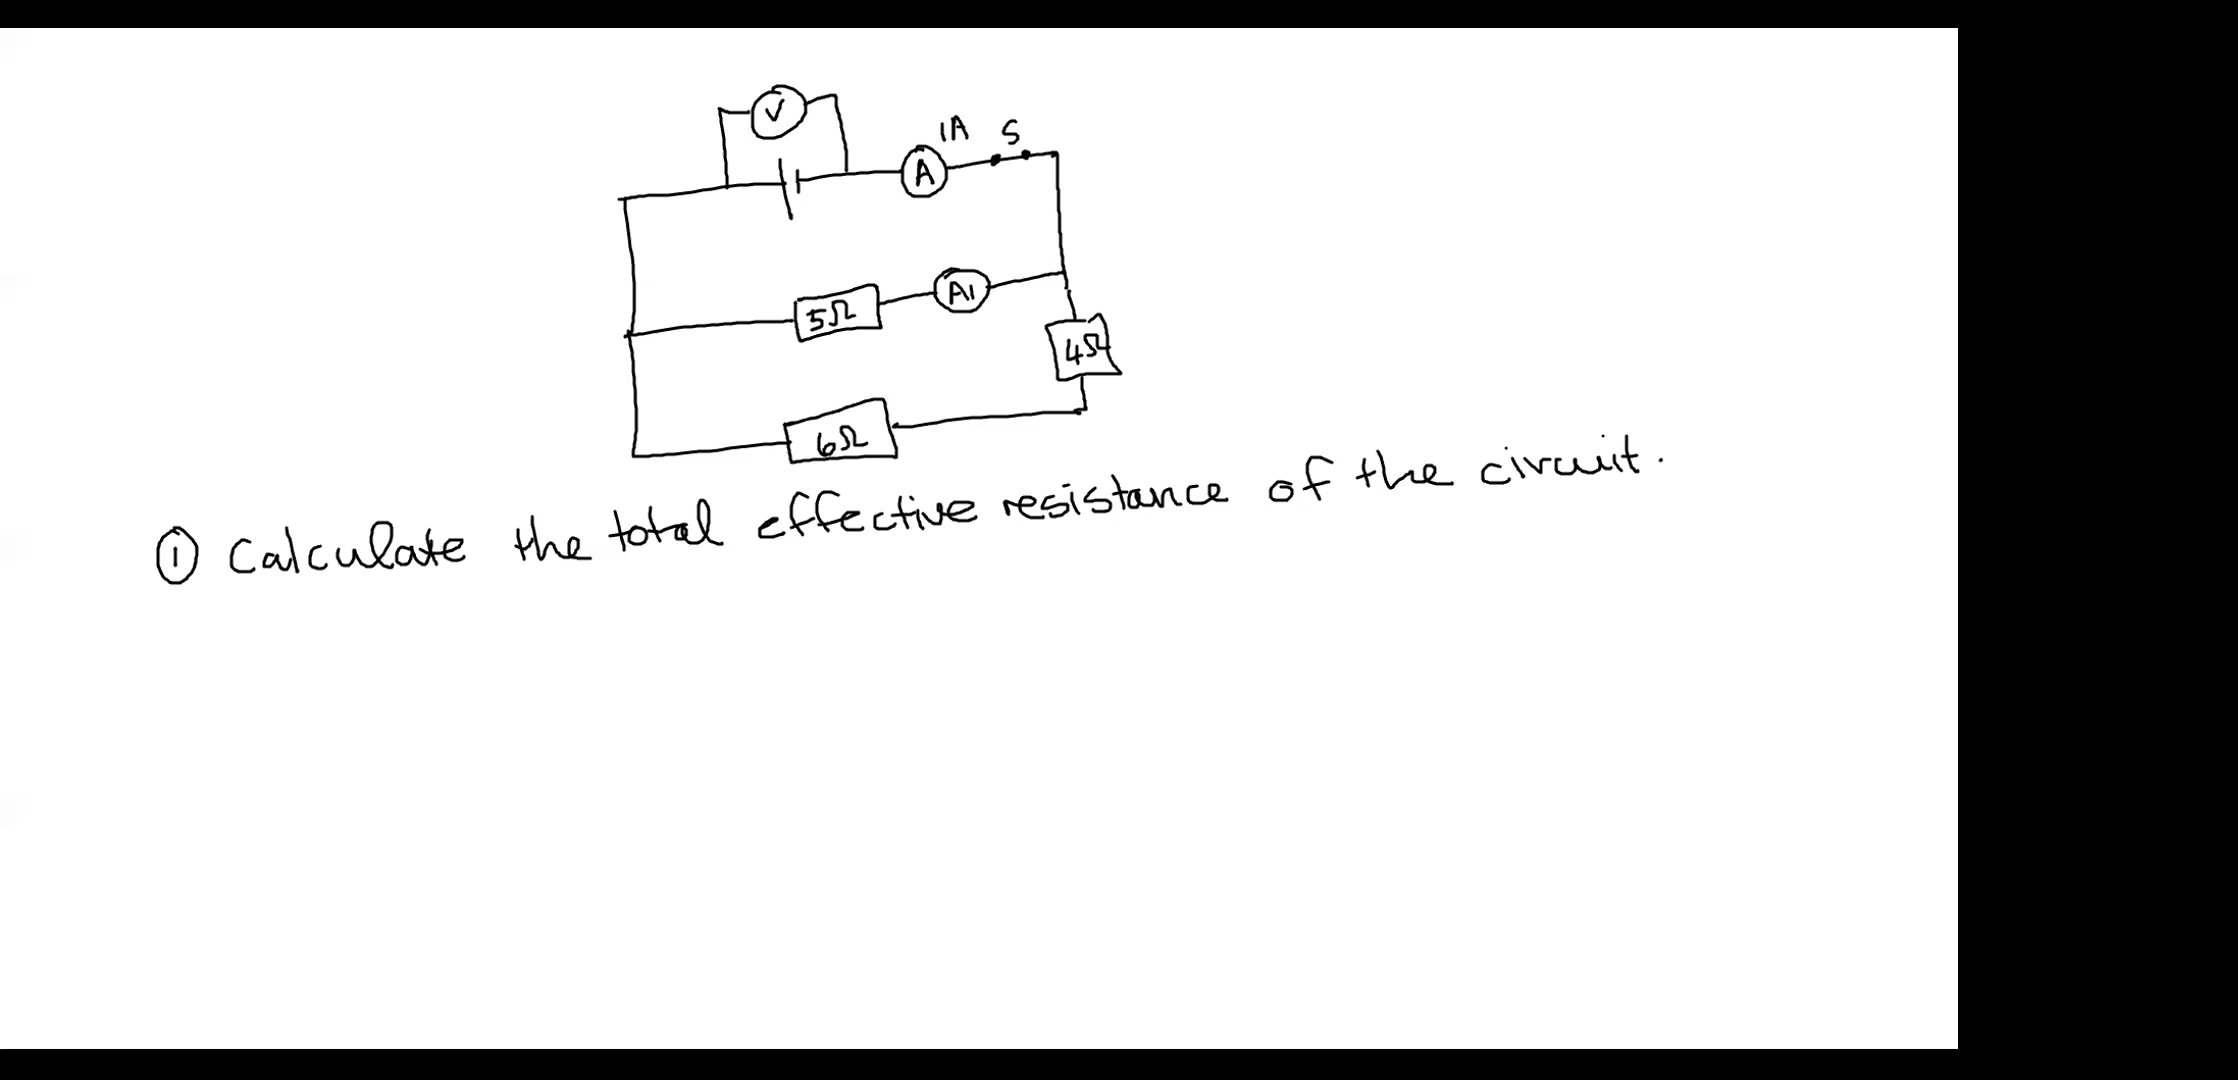 V
1A S
A
5Ω A1
4Ω
6Ω
① Calculate the total effective resistance of the circuit.